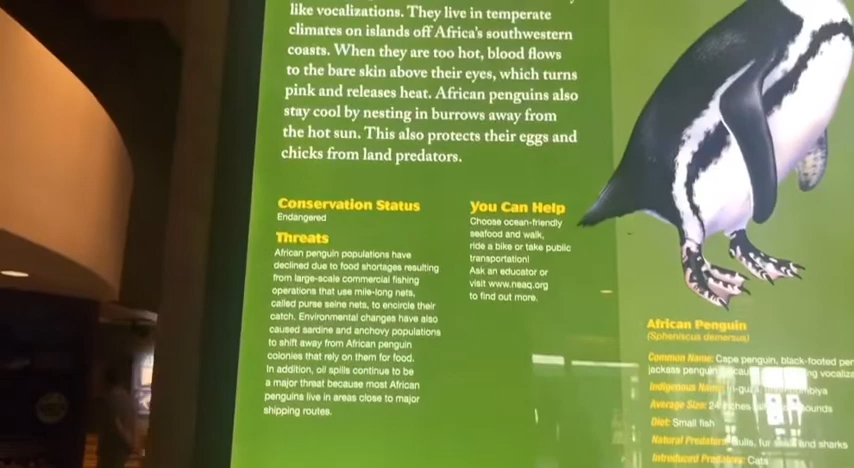 like vocalizations. They live in temperate
climates on islands off Africa's southwestern
coasts. When they are too hot, blood flows
to the bare skin above their eyes, which turns
pink and releases heat. African penguins also
stay cool by nesting in burrows away from
the hot sun. This also protects their eggs and
chicks from land predators.
Conservation Status
Endangered
Threats
African penguin populations have
declined due to food shortages resulting
from large-scale commercial fishing
operations that use mile-long nets,
called purse seine nets, to encircle their
catch. Environmental changes have also
caused sardine and anchovy populations
to shift away from African penguin
colonies that rely on them for food.
In addition, oil spills continue to be
a major threat because most African
penguins live in areas close to major
shipping routes.
You Can Help
Choose ocean-friendly
seafood and walk,
ride a bike or take public
transportation!
Ask an educator or
visit www.neaq.org
to find out more.
African Penguin
(Spheniscus demersus)
Common Name: Cape penguin, black-footed
jackass penguin
Indigenous Name:
Average Size: 24
Diet: Small fish
Natural Predators: Gulls, fur and sharks
Introduced Predators: Cats